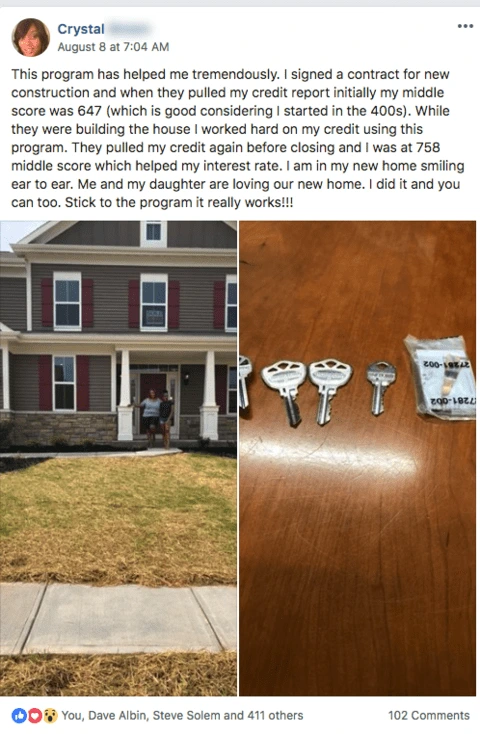 Crystal
August 8 at 7:04 AM
This program has helped me tremendously. I signed a contract for new
construction and when they pulled my credit report initially my middle
score was 647 (which is good considering I started in the 400s). While
they were building the house I worked hard on my credit using this
program. They pulled my credit again before closing and I was at 758
middle score which helped my interest rate. I am in my new home smiling
ear to ear. Me and my daughter are loving our new home. I did it and you
can too. Stick to the program it really works!!!
You, Dave Albin, Steve Solem and 411 others
102 Comments